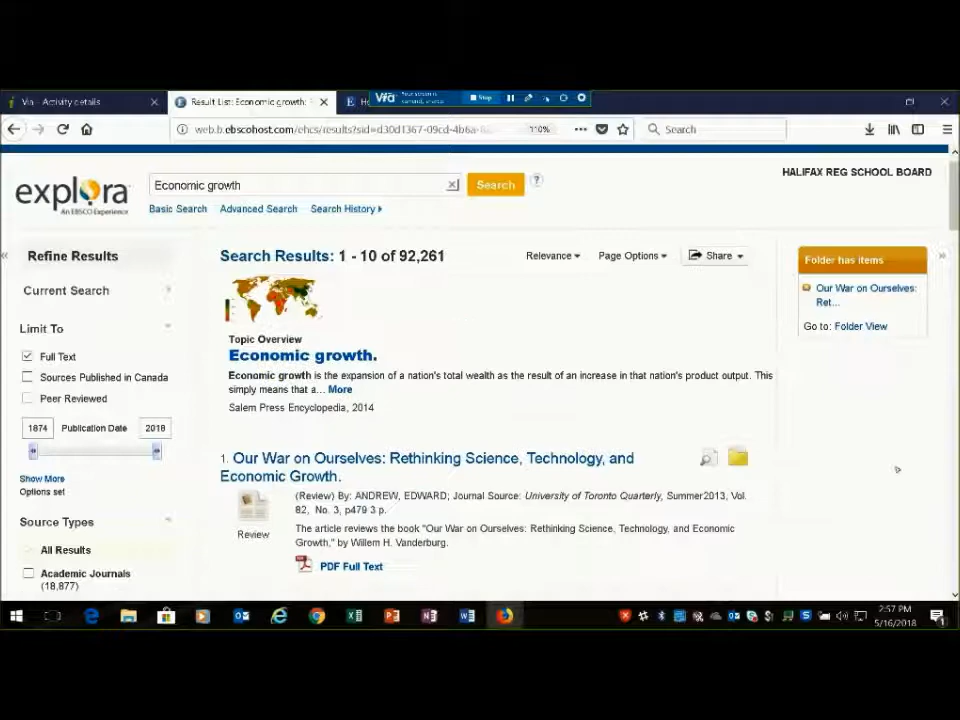 Via - Activity details
Result List: Economic growth:
Via
Stop
web.b.ebscohost.com/ehcs/results?sid=d30d1367-09cd-4b6a-
110%
Search
explora
An EBSCO Experience
Economic growth
Search
?
HALIFAX REG SCHOOL BOARD
Basic Search
Advanced Search
Search History
Refine Results
Search Results: 1 - 10 of 92,261
Relevance
Page Options
Share
Folder has items
Current Search
Our War on Ourselves:
Ret...
Limit To
Go to: Folder View
Topic Overview
Full Text
Economic growth.
Sources Published in Canada
Economic growth is the expansion of a nation's total wealth as the result of an increase in that nation's product output. This
simply means that a... More
Peer Reviewed
Salem Press Encyclopedia, 2014
1874 Publication Date 2018
1. Our War on Ourselves: Rethinking Science, Technology, and
Economic Growth.
Show More
Options set
(Review) By: ANDREW, EDWARD; Journal Source: University of Toronto Quarterly, Summer2013, Vol.
82, No. 3, p479 3 p.
Source Types
The article reviews the book "Our War on Ourselves: Rethinking Science, Technology, and Economic
Growth," by Willem H. Vanderburg.
Review
All Results
PDF Full Text
Academic Journals
(18,877)
2:57 PM
5/16/2018